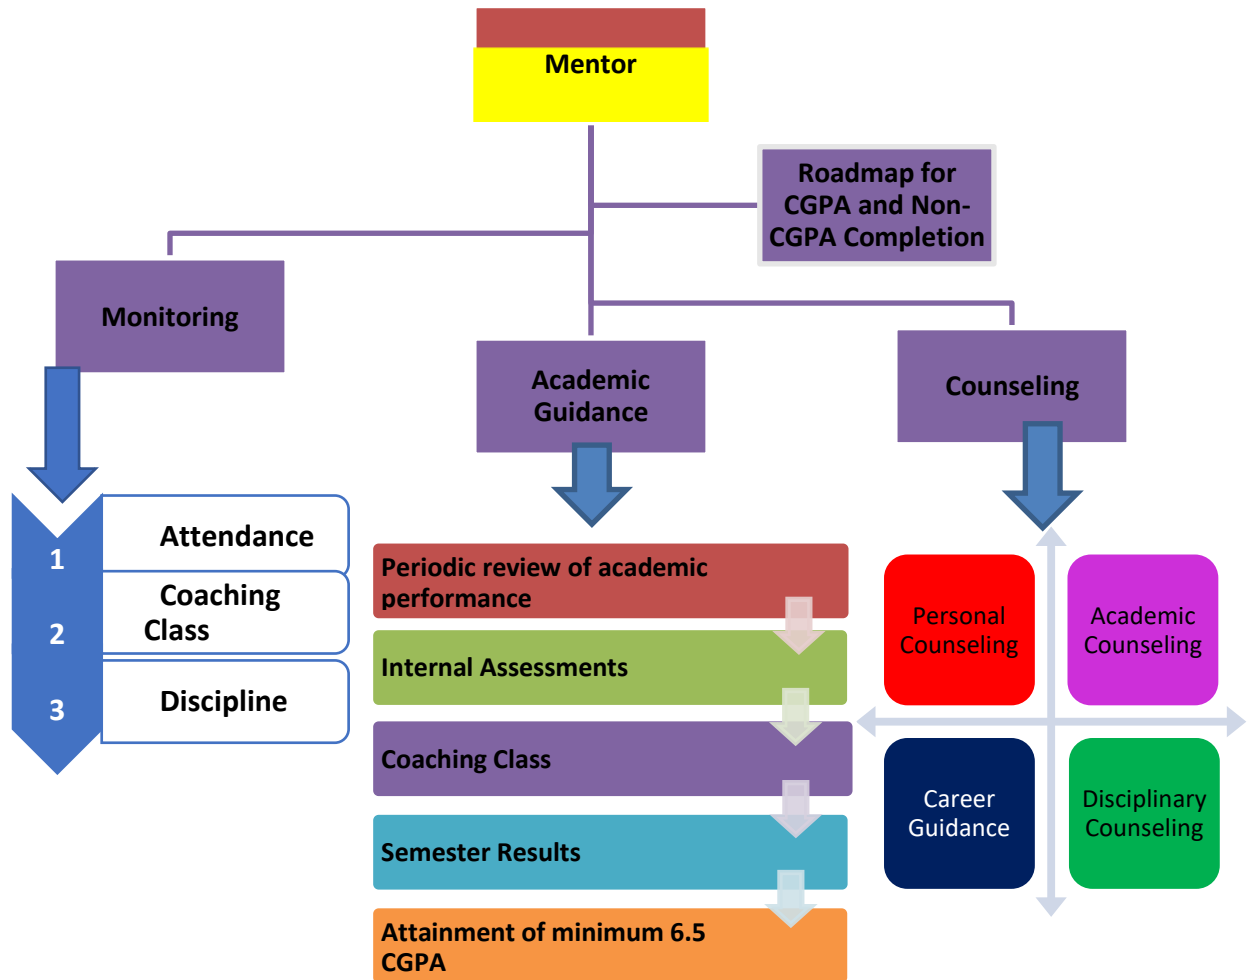 Mentor
Roadmap for
CGPA and Non-
CGPA Completion
Monitoring
Academic
Guidance
Counseling
1
Attendance
2
Coaching
Class
3
Discipline
Periodic review of academic
performance
Internal Assessments
Coaching Class
Semester Results
Attainment of minimum 6.5
CGPA
Personal
Counseling
Academic
Counseling
Career
Guidance
Disciplinary
Counseling